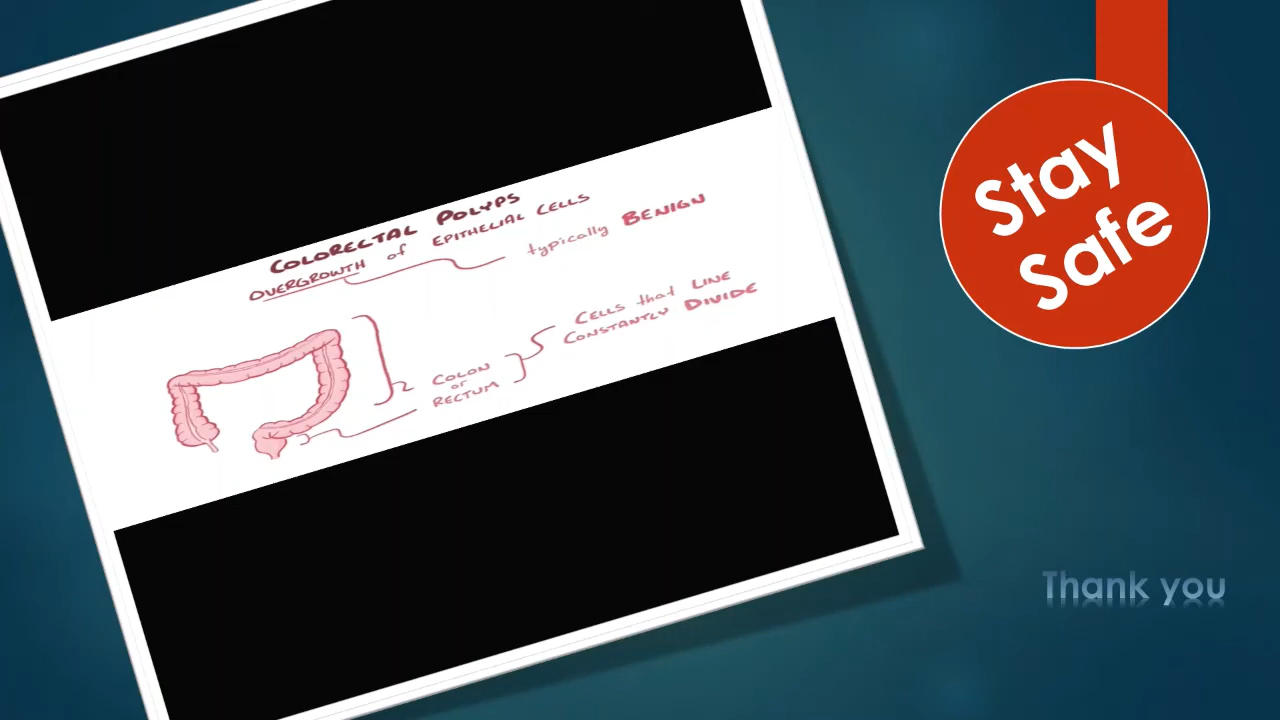 COLORECTAL POLYPS
OVERGROWTH of EPITHELIAL CELLS
typically BENIGN
CELLS that LINE
CONSTANTLY DIVIDE
COLON
or
RECTUM
Stay
Safe
Thank you